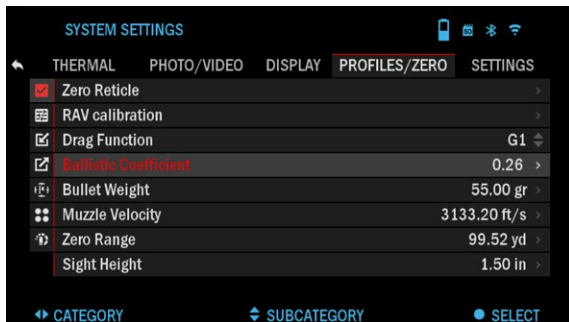 SYSTEM SETTINGS
THERMAL PHOTO/VIDEO DISPLAY PROFILES/ZERO SETTINGS
Zero Reticle
RAV calibration
Drag Function G1
Ballistic Coefficient 0.26
Bullet Weight 55.00 gr
Muzzle Velocity 3133.20 ft/s
Zero Range 99.52 yd
Sight Height 1.50 in
CATEGORY SUBCATEGORY SELECT